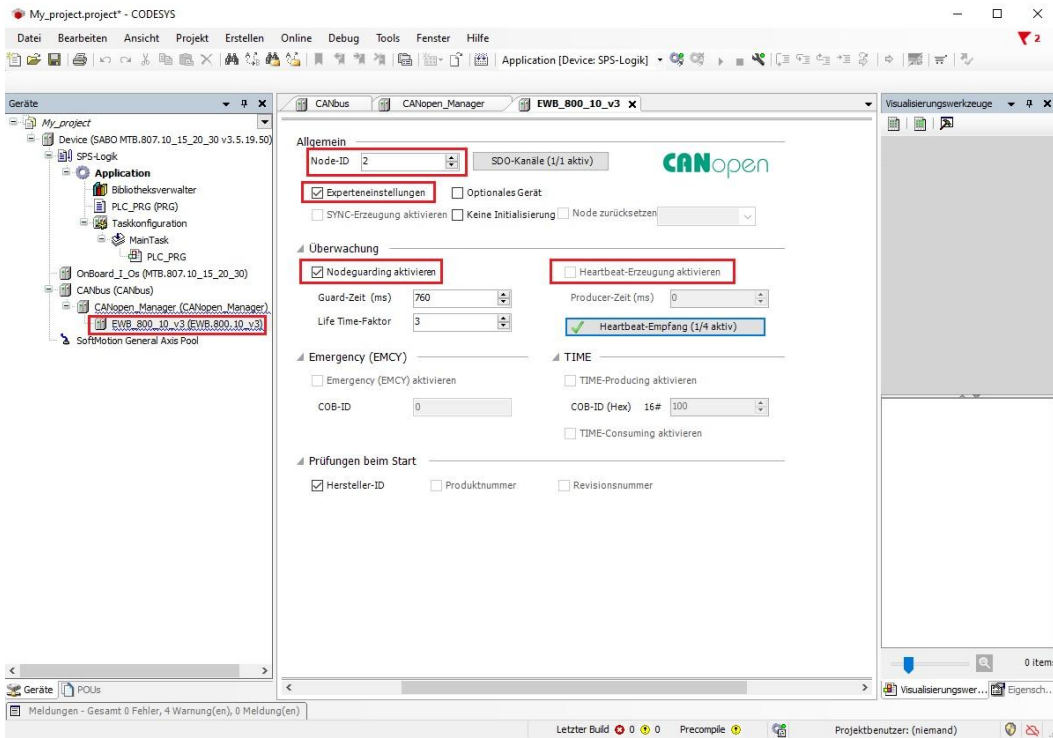 My_project.project* - CODESYS
Datei Bearbeiten Ansicht Projekt Erstellen Online Debug Tools Fenster Hilfe
2
Application [Device: SPS-Logik]
Geräte
My_project
Device (SABO MTB.807.10_15_20_30 v3.5.19.50)
SPS-Logik
Application
Bibliotheksverwalter
PLC_PRG (PRG)
Taskkonfiguration
MainTask
PLC_PRG
OnBoard_I_Os (MTB.807.10_15_20_30)
CANbus (CANbus)
CANopen_Manager (CANopen_Manager)
EWB_800_10_v3 (EWB.800.10_v3)
SoftMotion General Axis Pool
Geräte POUs
CANbus CANopen_Manager EWB_800_10_v3
Allgemein
Node-ID 2 SDO-Kanäle (1/1 aktiv) CANopen
Experteneinstellungen Optionales Gerät
SYNC-Erzeugung aktivieren Keine Initialisierung Node zurücksetzen
Überwachung
Nodeguarding aktivieren Heartbeat-Erzeugung aktivieren
Guard-Zeit (ms) 760 Producer-Zeit (ms) 0
Life Time-Faktor 3 Heartbeat-Empfang (1/4 aktiv)
Emergency (EMCY) TIME
Emergency (EMCY) aktivieren TIME-Producing aktivieren
COB-ID 0 COB-ID (Hex) 16# 100
TIME-Consuming aktivieren
Prüfungen beim Start
Hersteller-ID Produktnummer Revisionsnummer
Visualisierungswerkzeuge
0 item
Visualisierungswer... Eigensch...
Meldungen - Gesamt 0 Fehler, 4 Warnung(en), 0 Meldung(en)
Letzter Build 0 0 Precompile Projektbenutzer: (niemand)